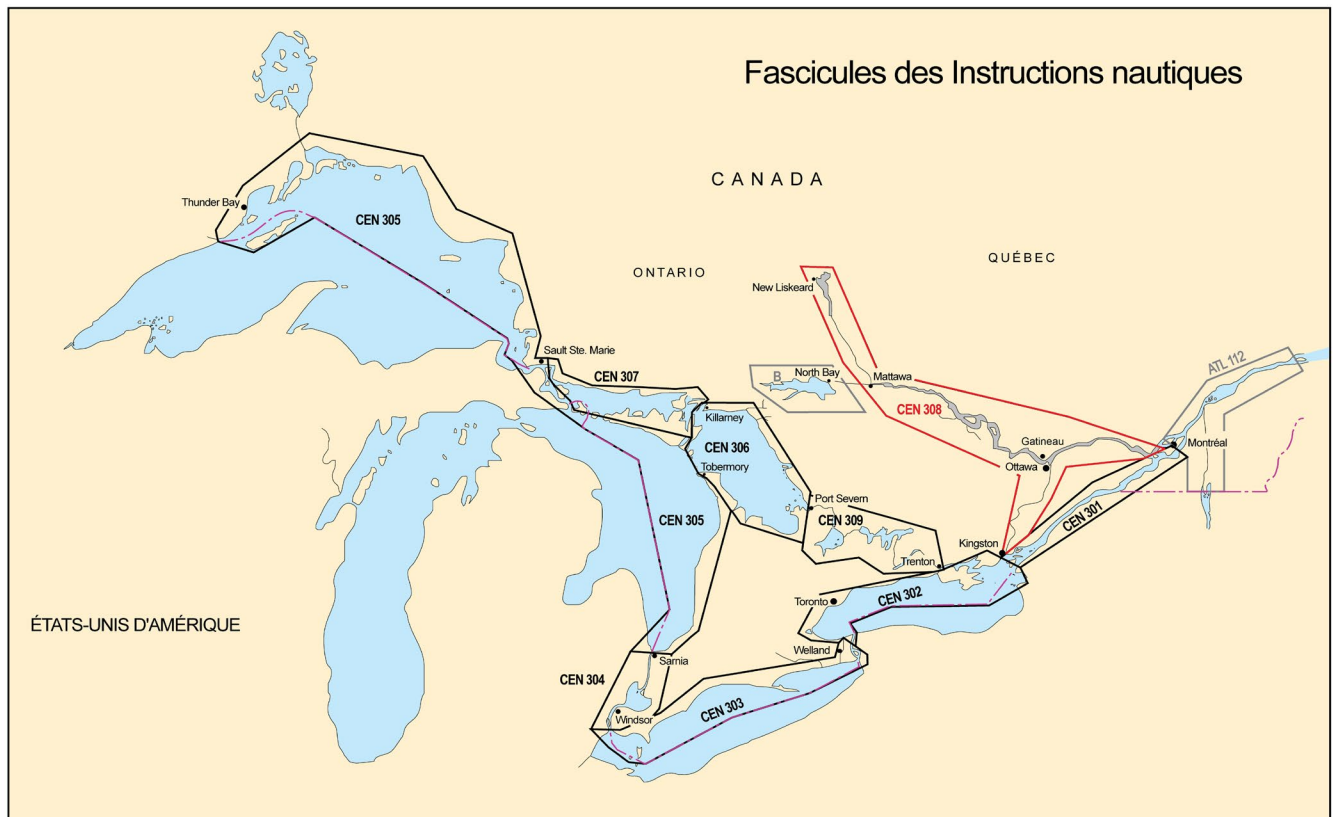 Fascicules des Instructions nautiques
CANADA
Thunder Bay
CEN 305
ONTARIO
QUÉBEC
New Liskeard
Sault Ste. Marie
CEN 307
B
North Bay
Mattawa
ATL 112
CEN 308
Killarney
CEN 306
Gatineau
Montréal
Tobermory
Ottawa
Port Severn
CEN 305
CEN 309
CEN 301
Kingston
Trenton
Toronto
CEN 302
ÉTATS-UNIS D'AMÉRIQUE
Welland
Sarnia
CEN 304
CEN 303
Windsor